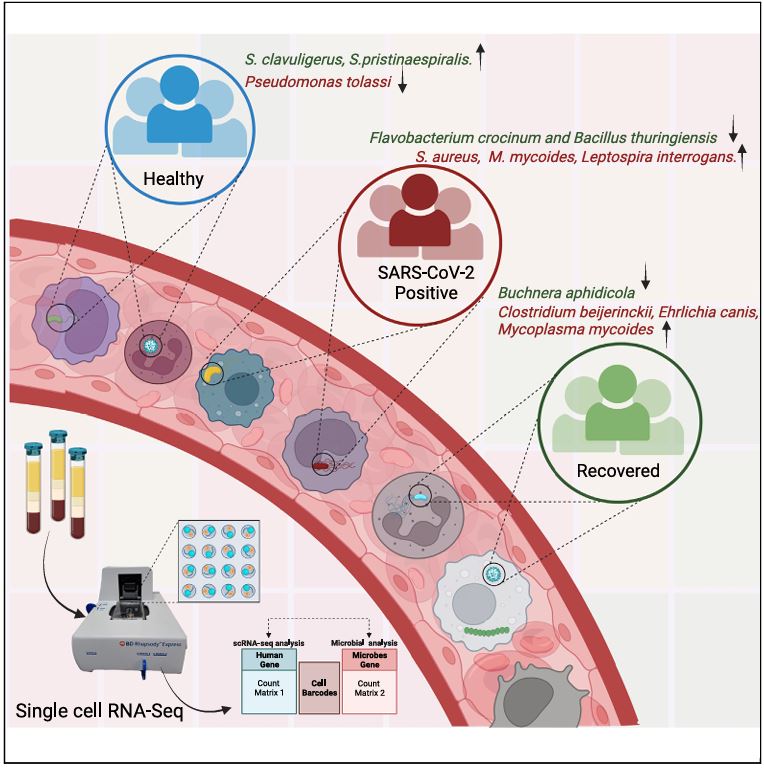 S. clavuligerus, S.pristinaespiralis.
Pseudomonas tolassi
Healthy
Flavobacterium crocinum and Bacillus thuringiensis
S. aureus, M. mycoides, Leptospira interrogans.
SARS-CoV-2
Positive
Buchnera aphidicola
Clostridium beijerinckii, Ehrlichia canis,
Mycoplasma mycoides
Recovered
BD Rhapsody Express
scRNA-seq analysis
Microbial analysis
Human
Gene
Microbes
Gene
Count
Matrix 1
Cell
Barcodes
Count
Matrix 2
Single cell RNA-Seq